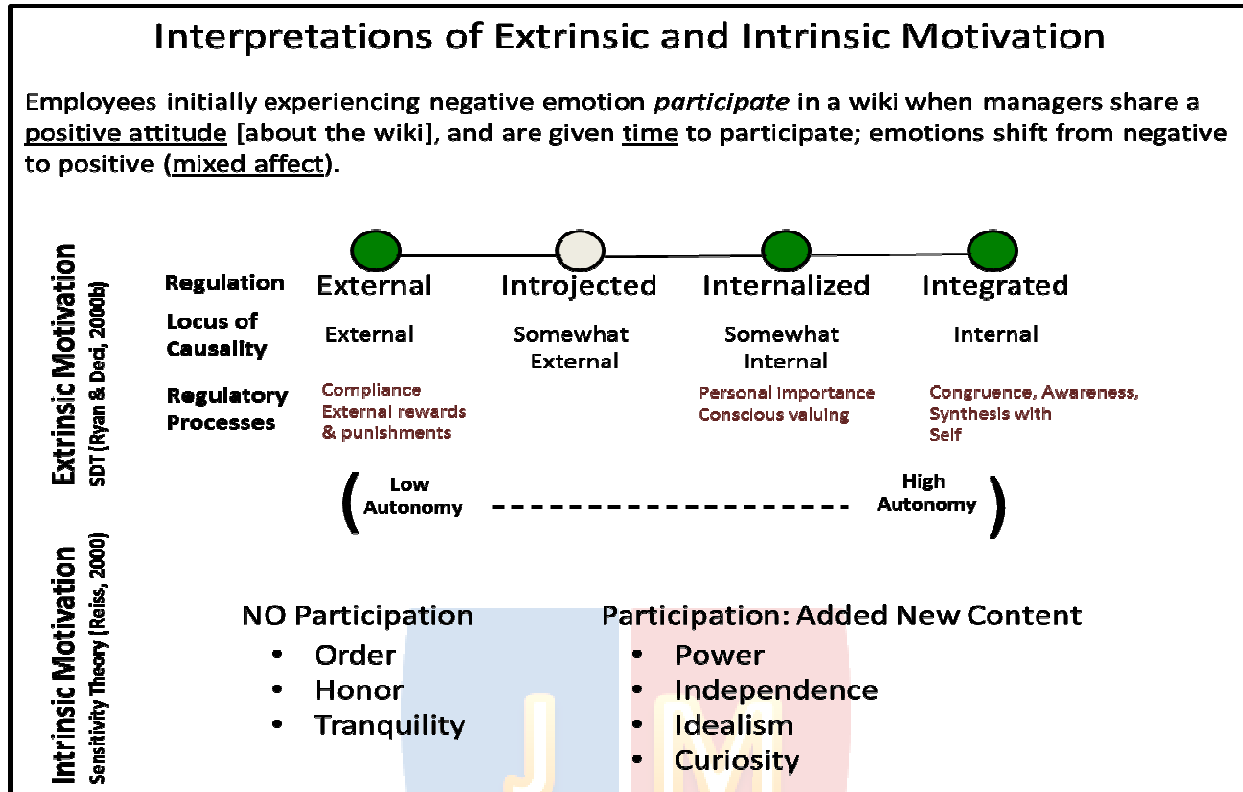 Interpretations of Extrinsic and Intrinsic Motivation
Employees initially experiencing negative emotion participate in a wiki when managers share a
positive attitude [about the wiki], and are given time to participate; emotions shift from negative
to positive (mixed affect).
Extrinsic Motivation
SDT (Ryan & Deci, 2000b)
Regulation External Introjected Internalized Integrated
Locus of
Causality
External
Somewhat
External
Somewhat
Internal
Internal
Regulatory
Processes
Compliance
External rewards
& punishments
Personal Importance
Conscious valuing
Congruence, Awareness,
Synthesis with
Self
( Low
Autonomy
- - - - - - - - - - - - - - - - - - - -
High
Autonomy )
Intrinsic Motivation
Sensitivity Theory (Reiss, 2000)
NO Participation
• Order
• Honor
• Tranquility
Participation: Added New Content
• Power
• Independence
• Idealism
• Curiosity
J M